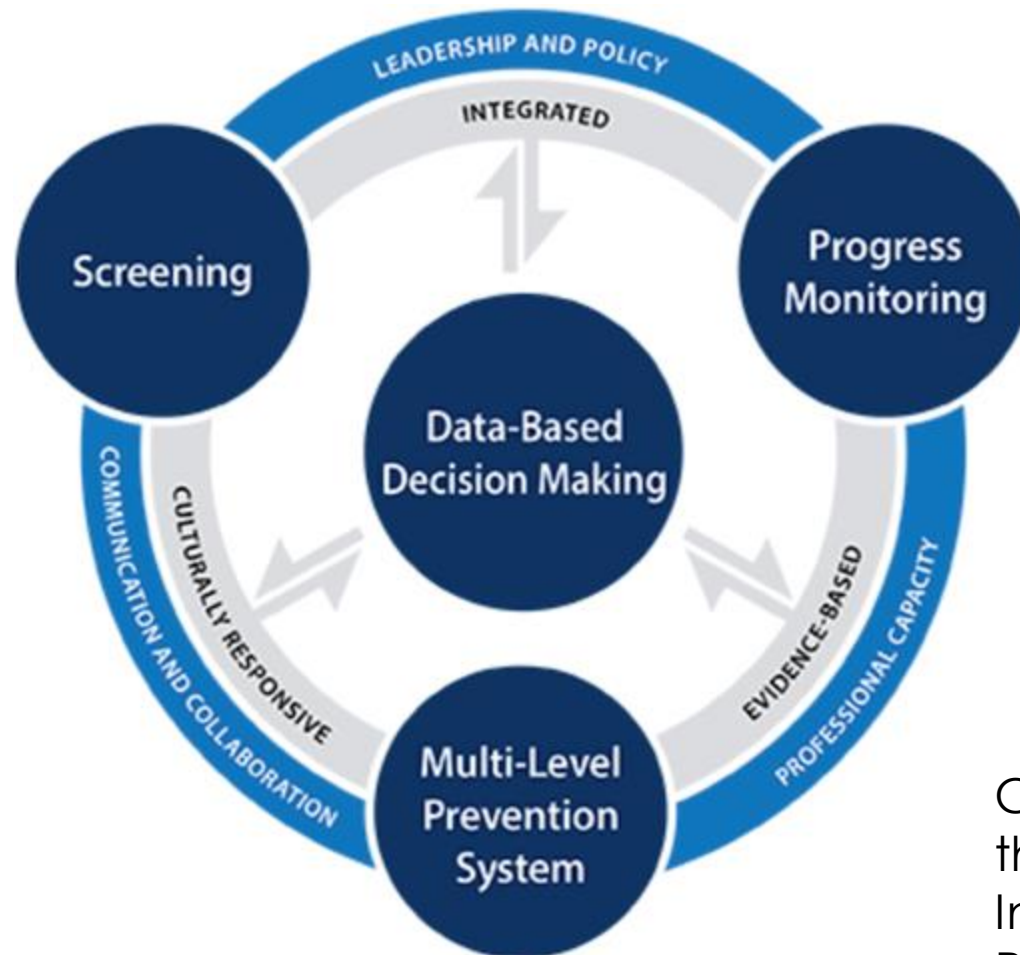 LEADERSHIP AND POLICY
INTEGRATED
Screening
Progress
Monitoring
Data-Based
Decision Making
COMMUNICATION AND COLLABORATION
CULTURALLY RESPONSIVE
EVIDENCE-BASED
PROFESSIONAL CAPACITY
Multi-Level
Prevention
System